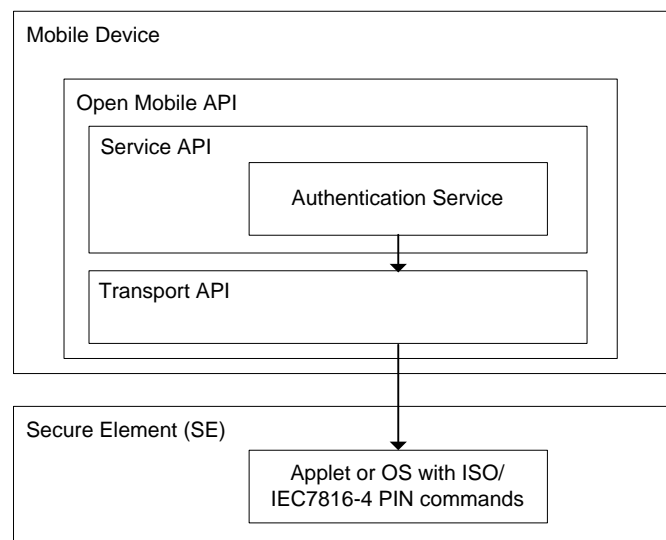 Mobile Device
Open Mobile API
Service API
Authentication Service
Transport API
Secure Element (SE)
Applet or OS with ISO/
IEC7816-4 PIN commands